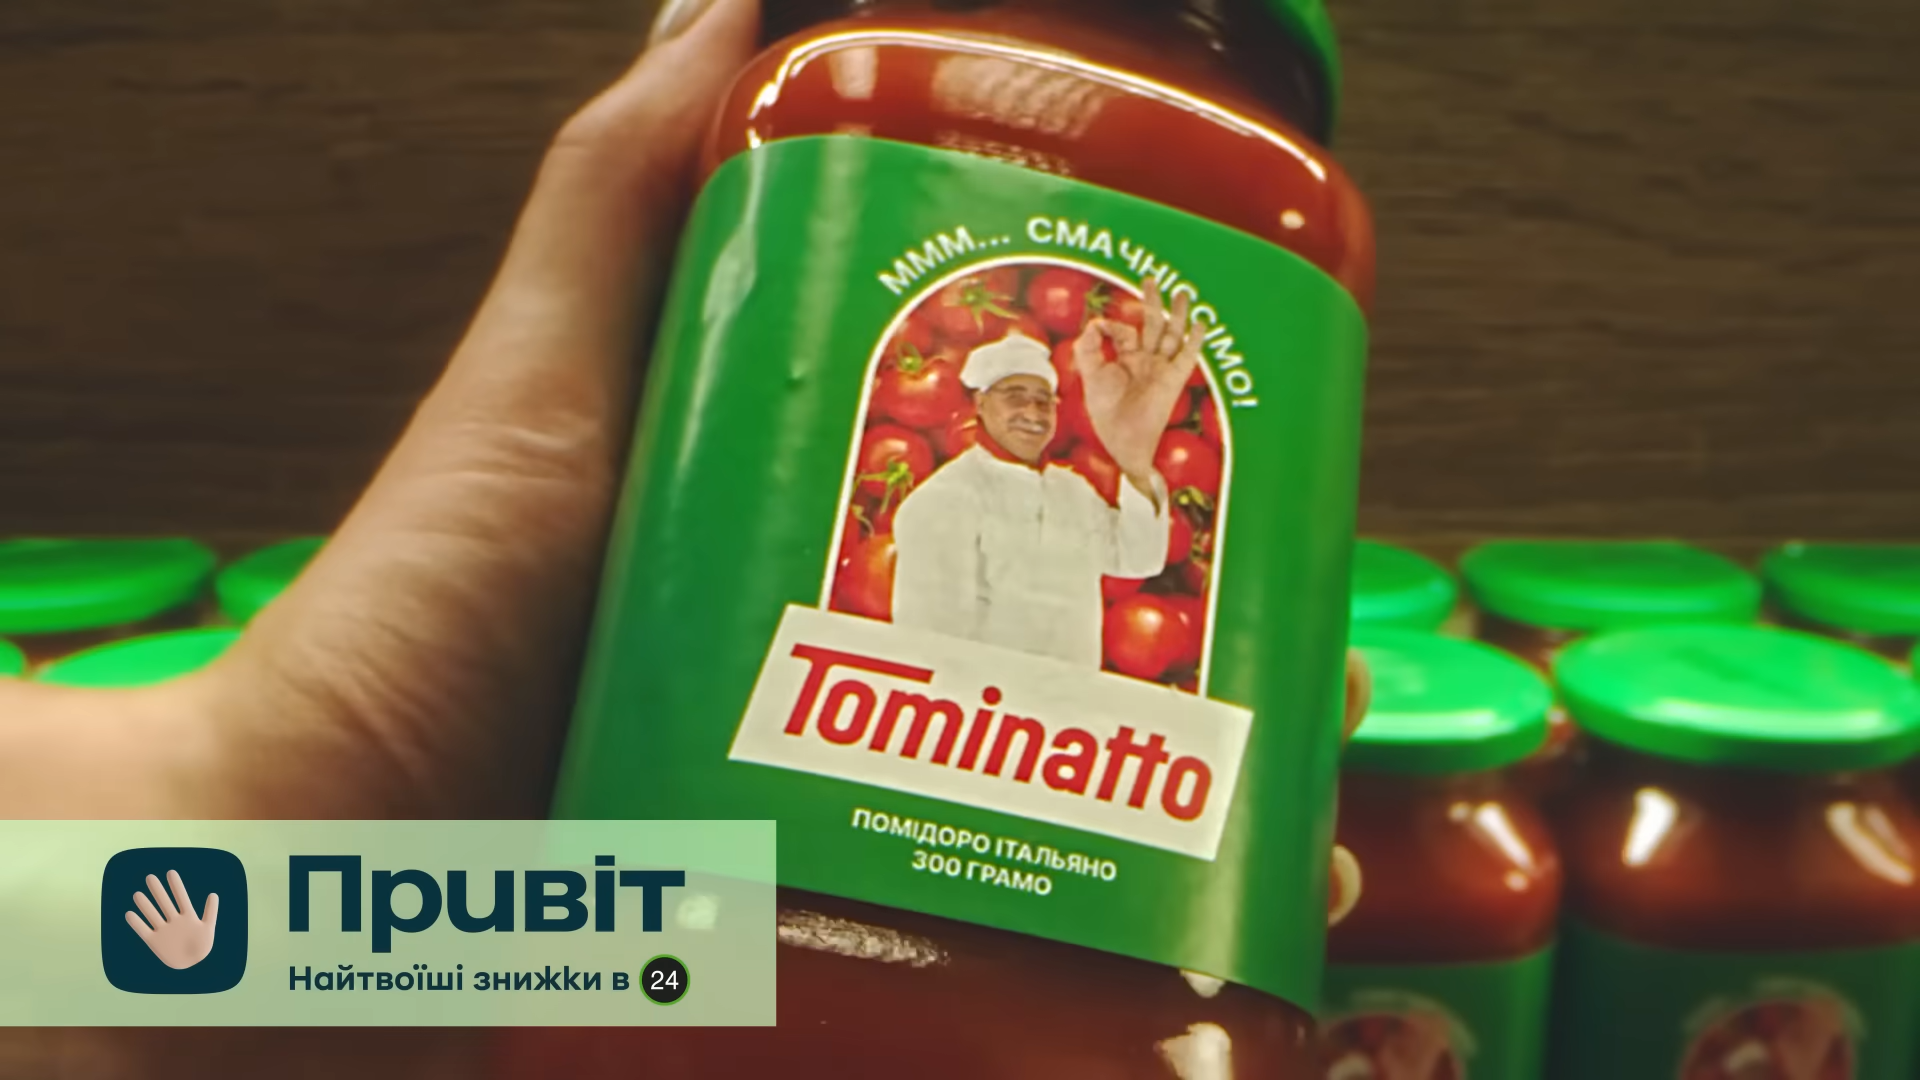 МММ... СМАЧНІССІМО!
Tominatto
ПОМІДОРО ІТАЛЬЯНО
300 ГРАМО
Привіт
Найтвоїші знижки в 24